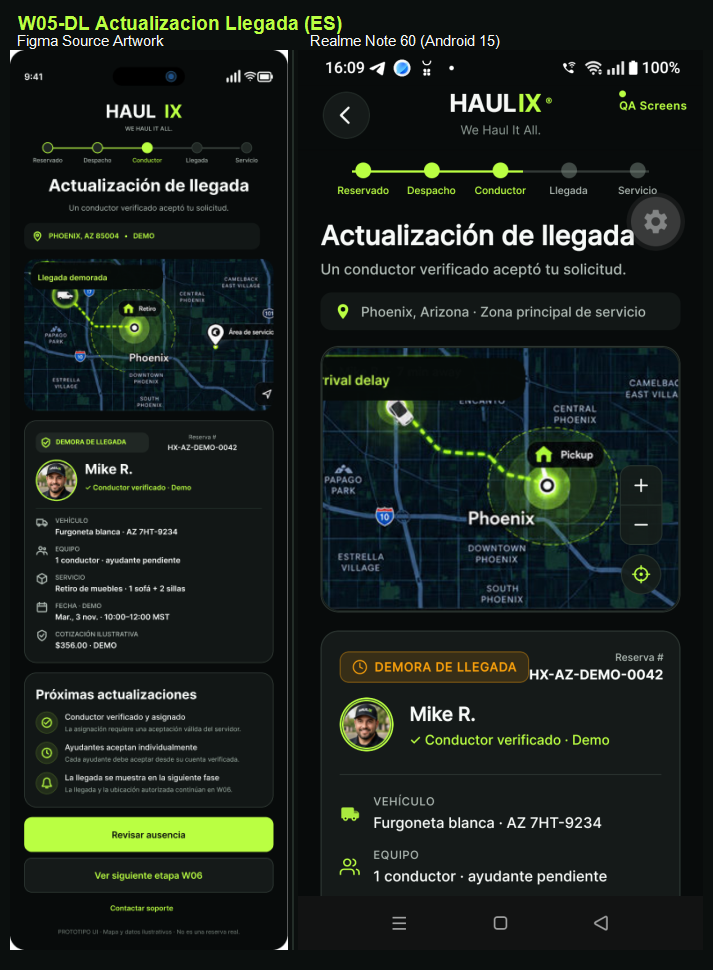 W05-DL Actualizacion Llegada (ES)
Figma Source Artwork
Realme Note 60 (Android 15)
9:41
HAUL IX
WE HAUL IT ALL.
Reservado Despacho Conductor Llegada Servicio
Actualización de llegada
Un conductor verificado aceptó tu solicitud.
PHOENIX, AZ 85004 • DEMO
Llegada demorada
CAMELBACK
EAST VILLAGE
CENTRAL
PHOENIX
Retiro
PAPAGO
PARK
Área de servicio
10
Phoenix
ESTRELLA
VILLAGE
DOWNTOWN
PHOENIX
SOUTH
PHOENIX
DEMORA DE LLEGADA
Reserva #
HX-AZ-DEMO-0042
Mike R.
✓ Conductor verificado · Demo
VEHÍCULO
Furgoneta blanca · AZ 7HT-9234
EQUIPO
1 conductor · ayudante pendiente
SERVICIO
Retiro de muebles · 1 sofá + 2 sillas
FECHA · DEMO
Mar., 3 nov. · 10:00–12:00 MST
COTIZACIÓN ILUSTRATIVA
$356.00 · DEMO
Próximas actualizaciones
Conductor verificado y asignado
La asignación requiere una aceptación válida del servidor.
Ayudantes aceptan individualmente
Cada ayudante debe aceptar desde su cuenta verificada.
La llegada se muestra en la siguiente fase
La llegada y la ubicación autorizada continúan en W06.
Revisar ausencia
Ver siguiente etapa W06
Contactar soporte
PROTOTIPO UI · Mapa y datos ilustrativos · No es una reserva real.
16:09
100%
HAULIX®
We Haul It All.
QA Screens
Reservado Despacho Conductor Llegada Servicio
Actualización de llegada
Un conductor verificado aceptó tu solicitud.
Phoenix, Arizona · Zona principal de servicio
rrival delay
ENCANTO
CAMELBAC
EAST VILLA
CENTRAL
PHOENIX
Pickup
PAPAGO
PARK
10
Phoenix
ESTRELLA
VILLAGE
DOWNTOWN
PHOENIX
SOUTH
PHOENIX
DEMORA DE LLEGADA
Reserva #
HX-AZ-DEMO-0042
Mike R.
✓ Conductor verificado · Demo
VEHÍCULO
Furgoneta blanca · AZ 7HT-9234
EQUIPO
1 conductor · ayudante pendiente